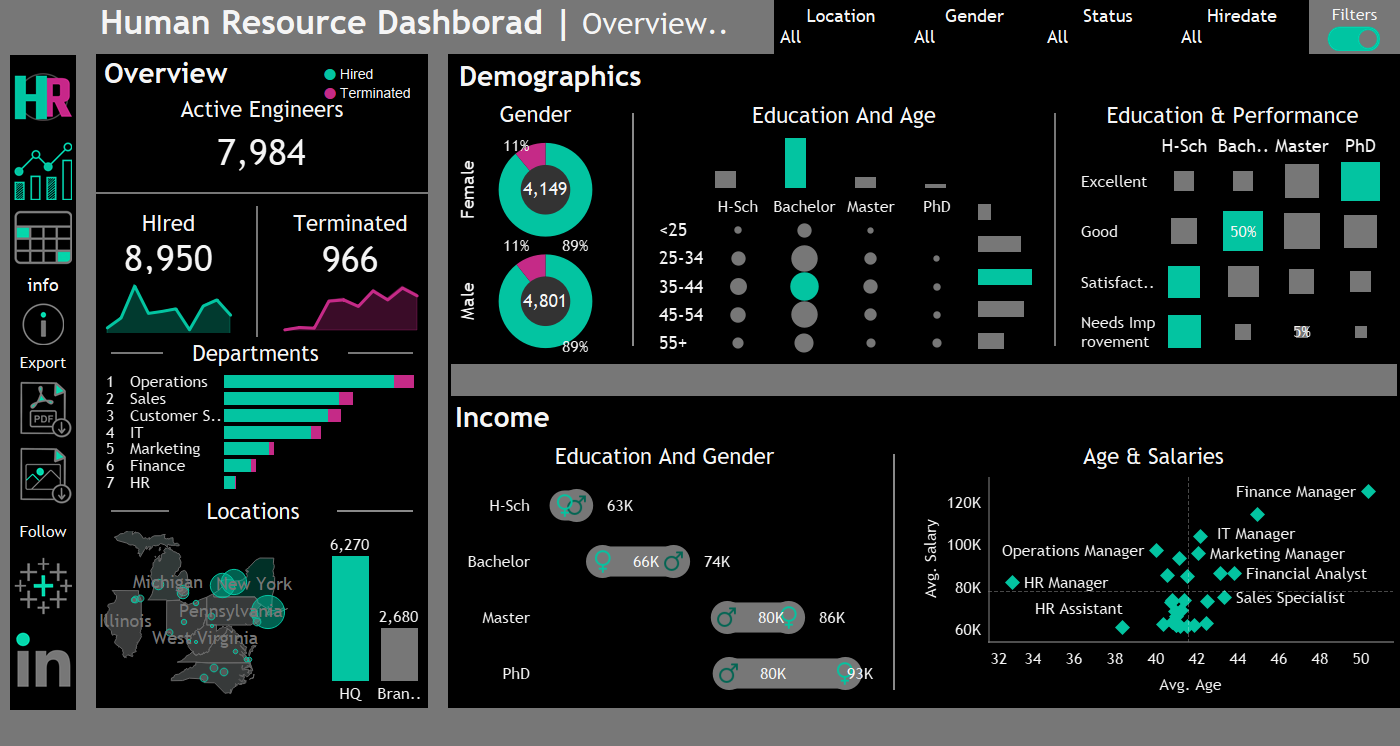 Human Resource Dashborad | Overview..
Location
Gender
Status
Hiredate
Filters
All
All
All
All
HR
info
Export
PDF
Follow
in
Overview
Hired
Terminated
Active Engineers
7,984
HIred
8,950
Terminated
966
Departments
1 Operations
2 Sales
3 Customer S..
4 IT
5 Marketing
6 Finance
7 HR
Locations
Michigan
New York
Illinois
Pennsylvania
West Virginia
6,270
2,680
HQ
Bran..
Demographics
Gender
Female
11%
4,149
89%
Male
11%
4,801
89%
Education And Age
H-Sch Bachelor Master PhD
<25
25-34
35-44
45-54
55+
Education & Performance
H-Sch Bach.. Master PhD
Excellent
Good
50%
Satisfact..
Needs Imp
rovement
5%
Income
Education And Gender
H-Sch
63K
Bachelor
66K
74K
Master
80K
86K
PhD
80K
93K
Age & Salaries
Avg. Salary
120K
100K
80K
60K
Finance Manager
IT Manager
Operations Manager
Marketing Manager
Financial Analyst
HR Manager
Sales Specialist
HR Assistant
32 34 36 38 40 42 44 46 48 50
Avg. Age